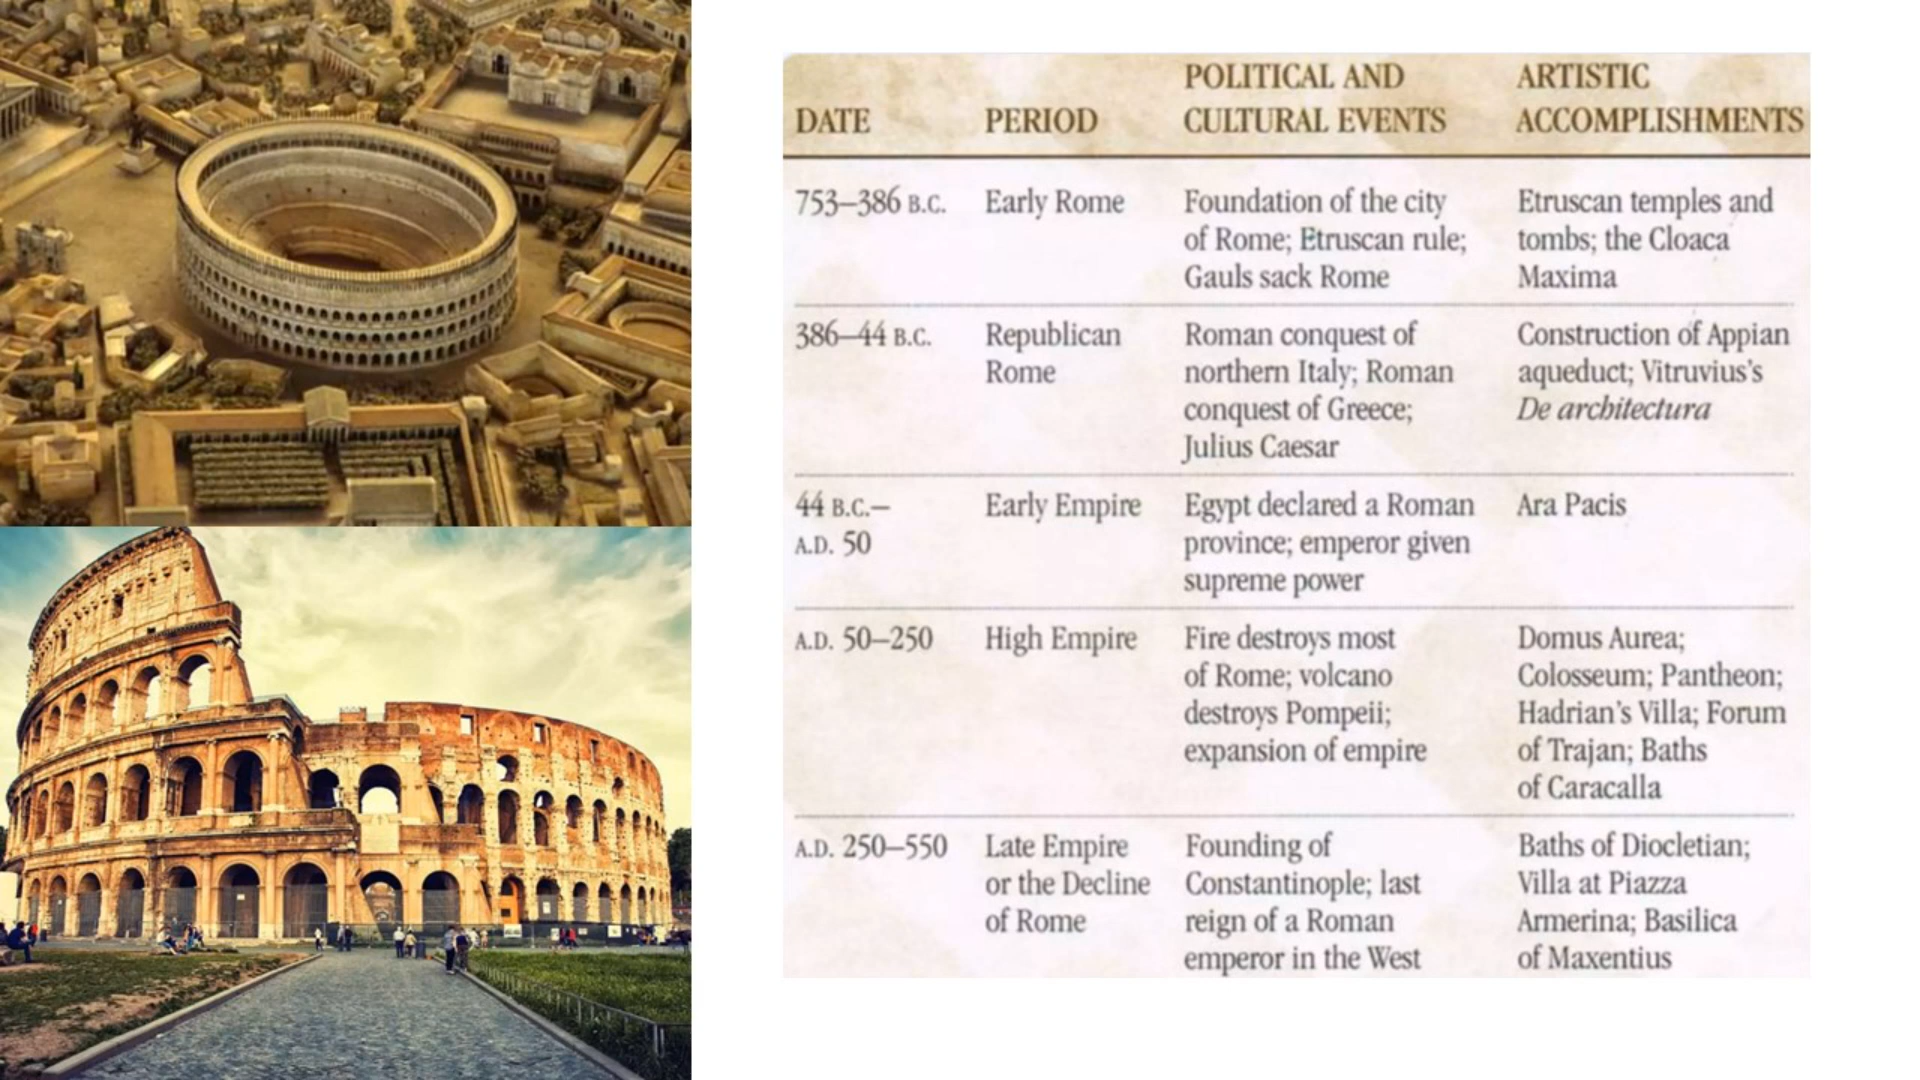 DATE
PERIOD
POLITICAL AND
CULTURAL EVENTS
ARTISTIC
ACCOMPLISHMENTS
753–386 B.C.
Early Rome
Foundation of the city
of Rome; Etruscan rule;
Gauls sack Rome
Etruscan temples and
tombs; the Cloaca
Maxima
386–44 B.C.
Republican
Rome
Roman conquest of
northern Italy; Roman
conquest of Greece;
Julius Caesar
Construction of Appian
aqueduct; Vitruvius's
De architectura
44 B.C.–
A.D. 50
Early Empire
Egypt declared a Roman
province; emperor given
supreme power
Ara Pacis
A.D. 50–250
High Empire
Fire destroys most
of Rome; volcano
destroys Pompeii;
expansion of empire
Domus Aurea;
Colosseum; Pantheon;
Hadrian's Villa; Forum
of Trajan; Baths
of Caracalla
A.D. 250–550
Late Empire
or the Decline
of Rome
Founding of
Constantinople; last
reign of a Roman
emperor in the West
Baths of Diocletian;
Villa at Piazza
Armerina; Basilica
of Maxentius